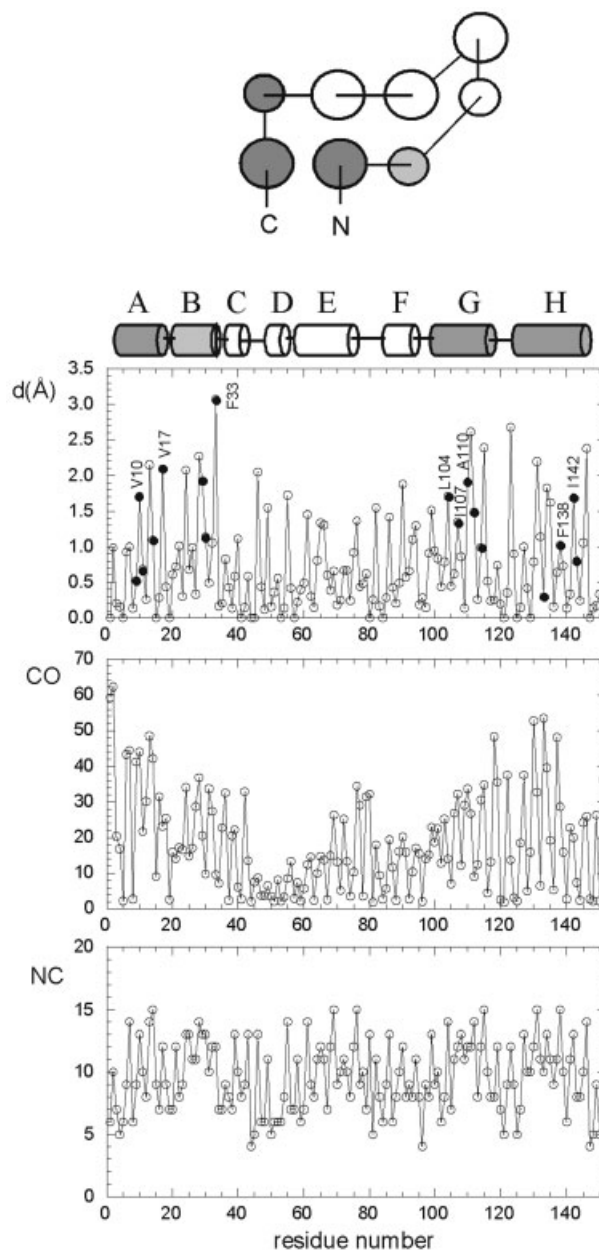 C N
A B C D E F G H
d(Å)
3.5
3.0
2.5
2.0
1.5
1.0
0.5
0.0
V10
V17
F33
L104
I107
A110
F138
I142
0 20 40 60 80 100 120 140
CO
70
60
50
40
30
20
10
0
0 20 40 60 80 100 120 140
NC
20
15
10
5
0
0 20 40 60 80 100 120 140
residue number